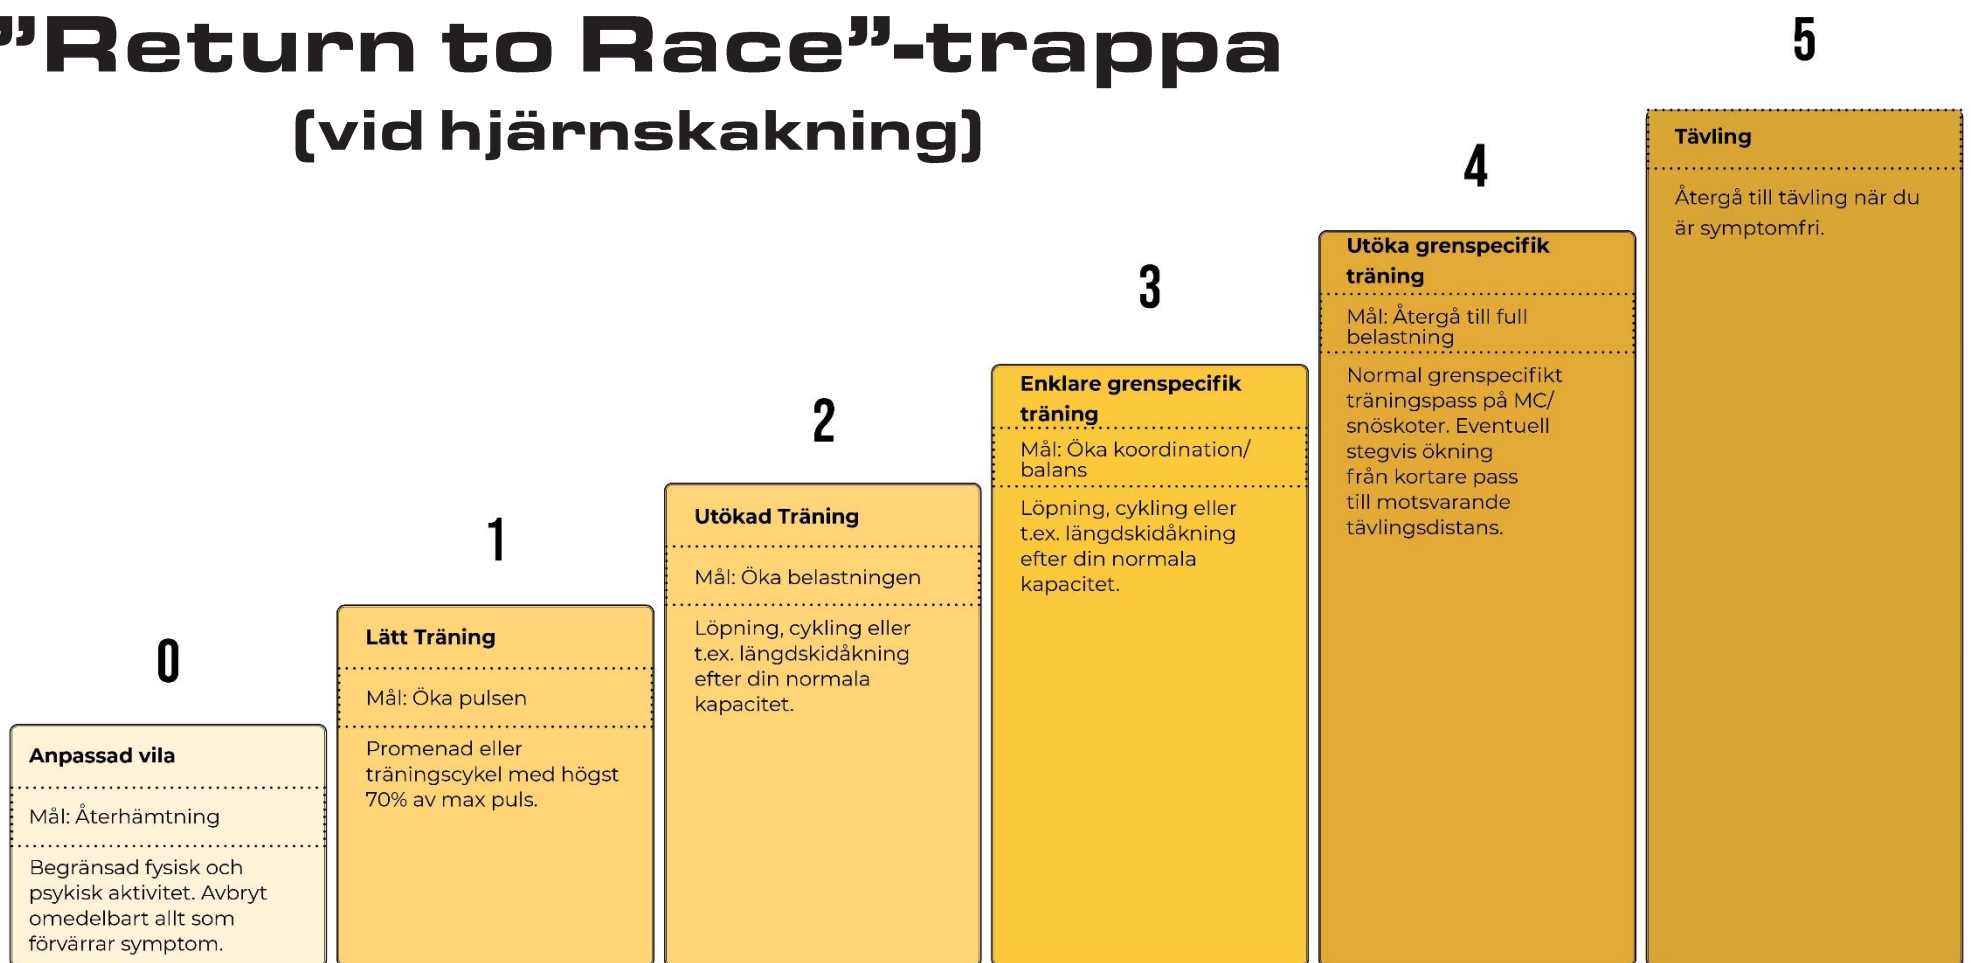 ”Return to Race”-trappa
(vid hjärnskakning)
0
Anpassad vila
Mål: Återhämtning
Begränsad fysisk och
psykisk aktivitet. Avbryt
omedelbart allt som
förvärrar symptom.
1
Lätt Träning
Mål: Öka pulsen
Promenad eller
träningscykel med högst
70% av max puls.
2
Utökad Träning
Mål: Öka belastningen
Löpning, cykling eller
t.ex. längdskidåkning
efter din normala
kapacitet.
3
Enklare grenspecifik
träning
Mål: Öka koordination/
balans
Löpning, cykling eller
t.ex. längdskidåkning
efter din normala
kapacitet.
4
Utöka grenspecifik
träning
Mål: Återgå till full
belastning
Normal grenspecifikt
träningspass på MC/
snöskoter. Eventuell
stegvis ökning
från kortare pass
till motsvarande
tävlingsdistans.
5
Tävling
Återgå till tävling när du
är symptomfri.